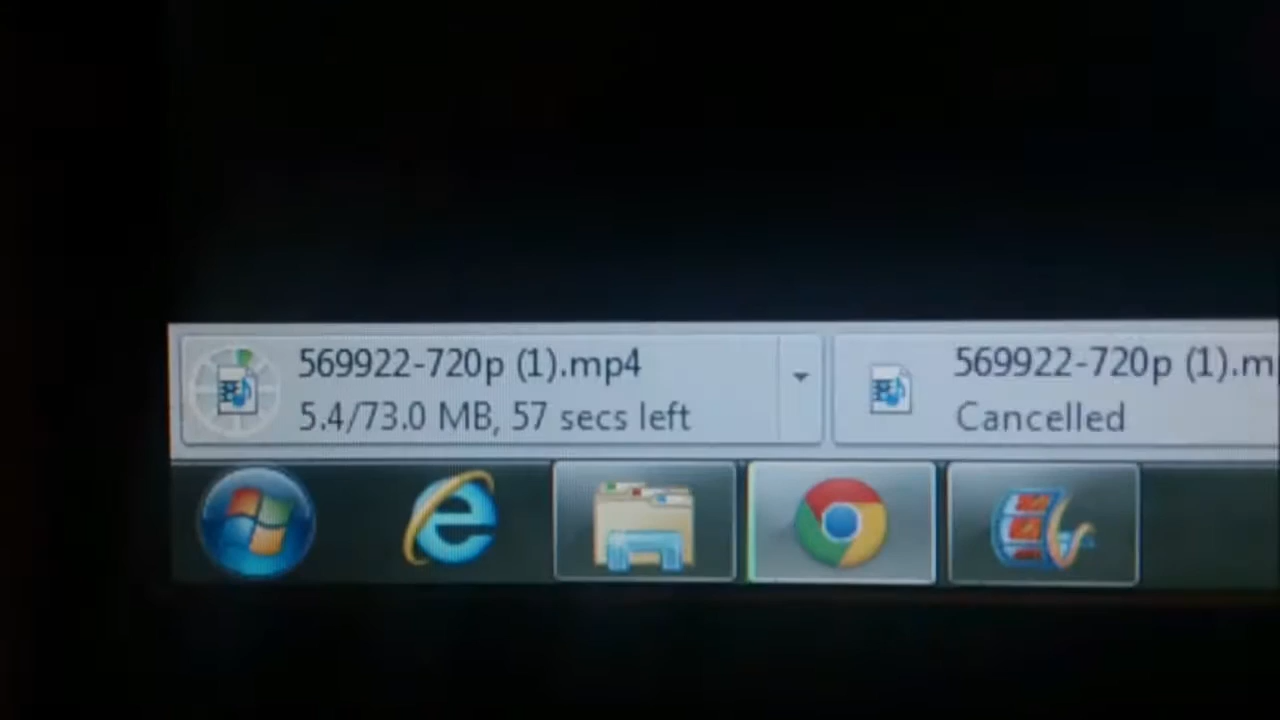 569922-720p (1).mp4
5.4/73.0 MB, 57 secs left
569922-720p (1).m
Cancelled